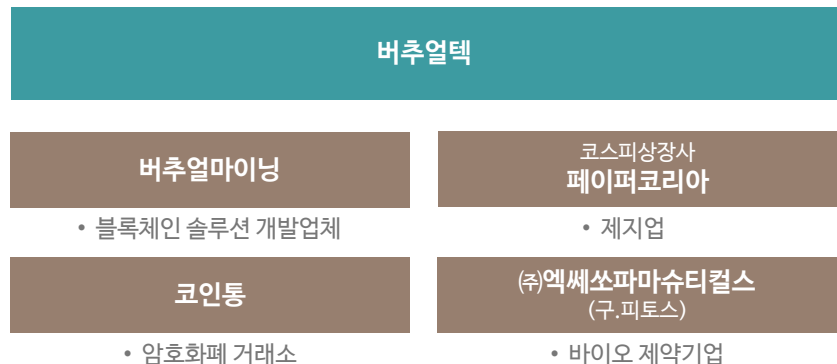 버추얼텍
버추얼마이닝
• 블록체인 솔루션 개발업체
코스피상장사
페이퍼코리아
• 제지업
코인통
• 암호화폐 거래소
㈜엑쎄쏘파마슈티컬스
(구.피토스)
• 바이오 제약기업